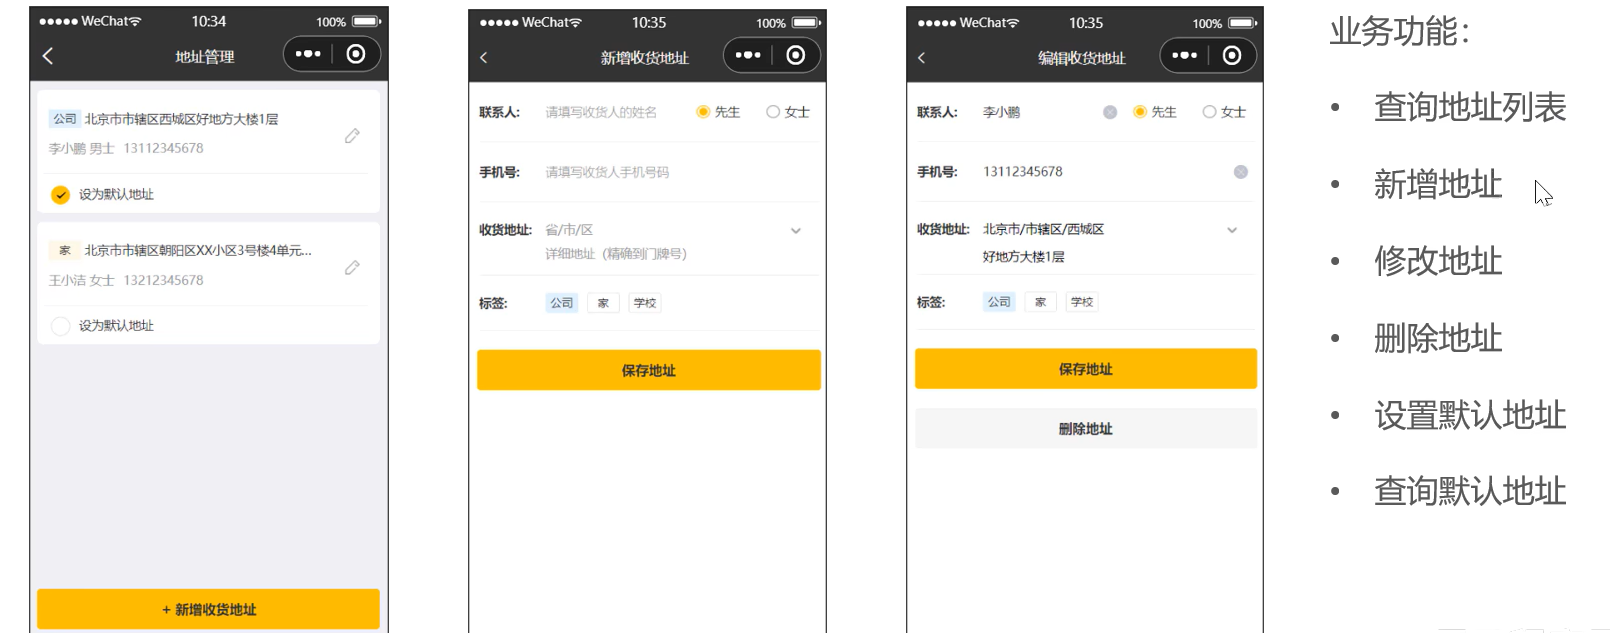 WeChat 10:34 100%
地址管理
公司 北京市市辖区西城区好地方大楼1层
李小鹏 男士 13112345678
设为默认地址
家 北京市市辖区朝阳区XX小区3号楼4单元...
王小洁 女士 13212345678
设为默认地址
+ 新增收货地址
WeChat 10:35 100%
新增收货地址
联系人: 请填写收货人的姓名 先生 女士
手机号: 请填写收货人手机号码
收货地址: 省/市/区
详细地址（精确到门牌号）
标签: 公司 家 学校
保存地址
WeChat 10:35 100%
编辑收货地址
联系人: 李小鹏 先生 女士
手机号: 13112345678
收货地址: 北京市/市辖区/西城区
好地方大楼1层
标签: 公司 家 学校
保存地址
删除地址
业务功能：
• 查询地址列表
• 新增地址
• 修改地址
• 删除地址
• 设置默认地址
• 查询默认地址